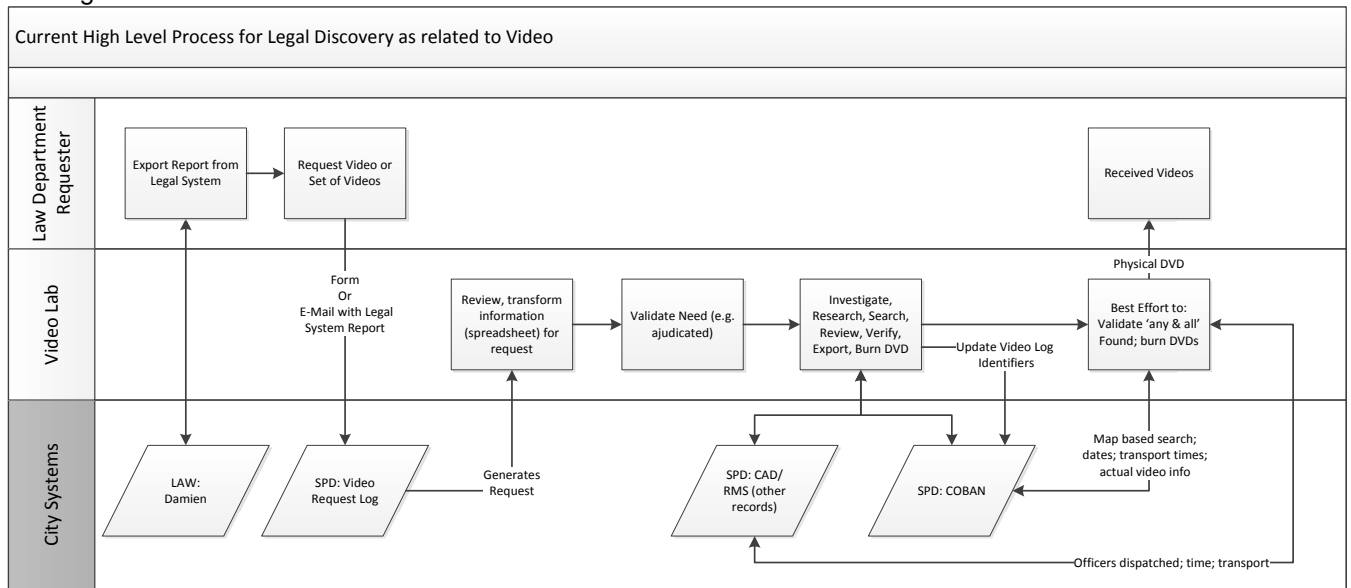 Current High Level Process for Legal Discovery as related to Video
Law Department
Requester
Export Report from
Legal System
Request Video or
Set of Videos
Received Videos
Form
Or
E-Mail with Legal
System Report
Physical DVD
Video Lab
Review, transform
information
(spreadsheet) for
request
Validate Need (e.g.
ajudicated)
Investigate,
Research, Search,
Review, Verify,
Export, Burn DVD
Update Video Log
Identifiers
Best Effort to:
Validate ‘any & all’
Found; burn DVDs
City Systems
LAW:
Damien
SPD: Video
Request Log
Generates
Request
SPD: CAD/
RMS (other
records)
SPD: COBAN
Map based search;
dates; transport times;
actual video info
Officers dispatched; time; transport